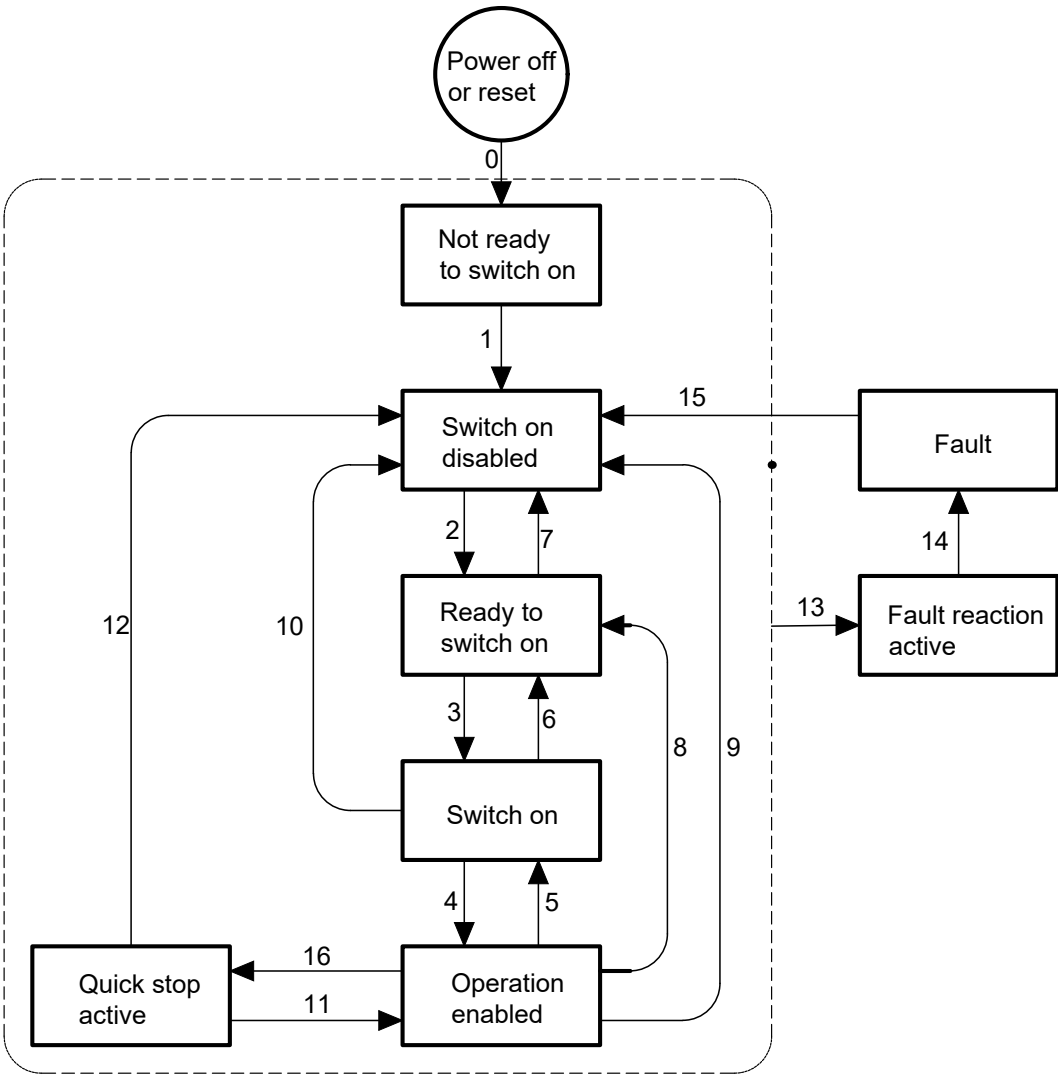 Power off
or reset
0
Not ready
to switch on
1
15
Switch on
disabled
Fault
2
7
14
12
10
Ready to
switch on
13
Fault reaction
active
3
6
8
9
Switch on
4
5
16
Quick stop
active
11
Operation
enabled